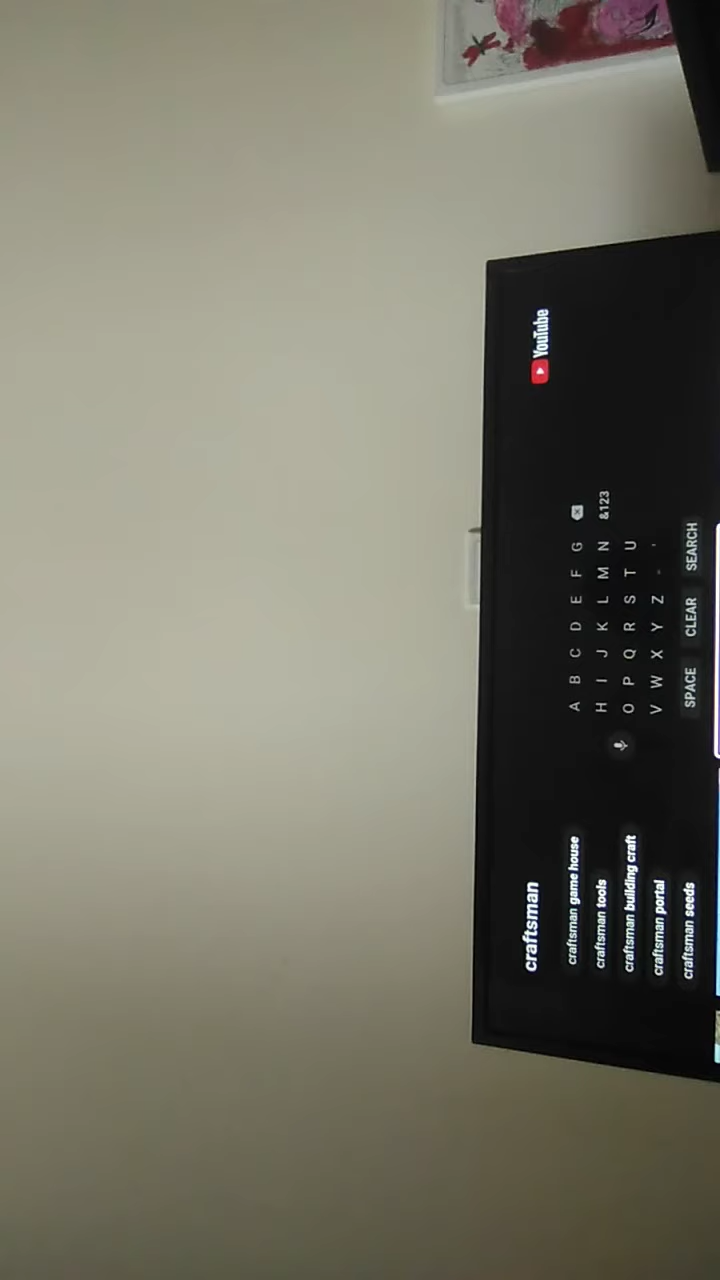 craftsman
YouTube
craftsman game house
craftsman tools
craftsman building craft
craftsman portal
craftsman seeds
A B C D E F G
H I J K L M N &123
O P Q R S T U
V W X Y Z - '
SPACE CLEAR SEARCH